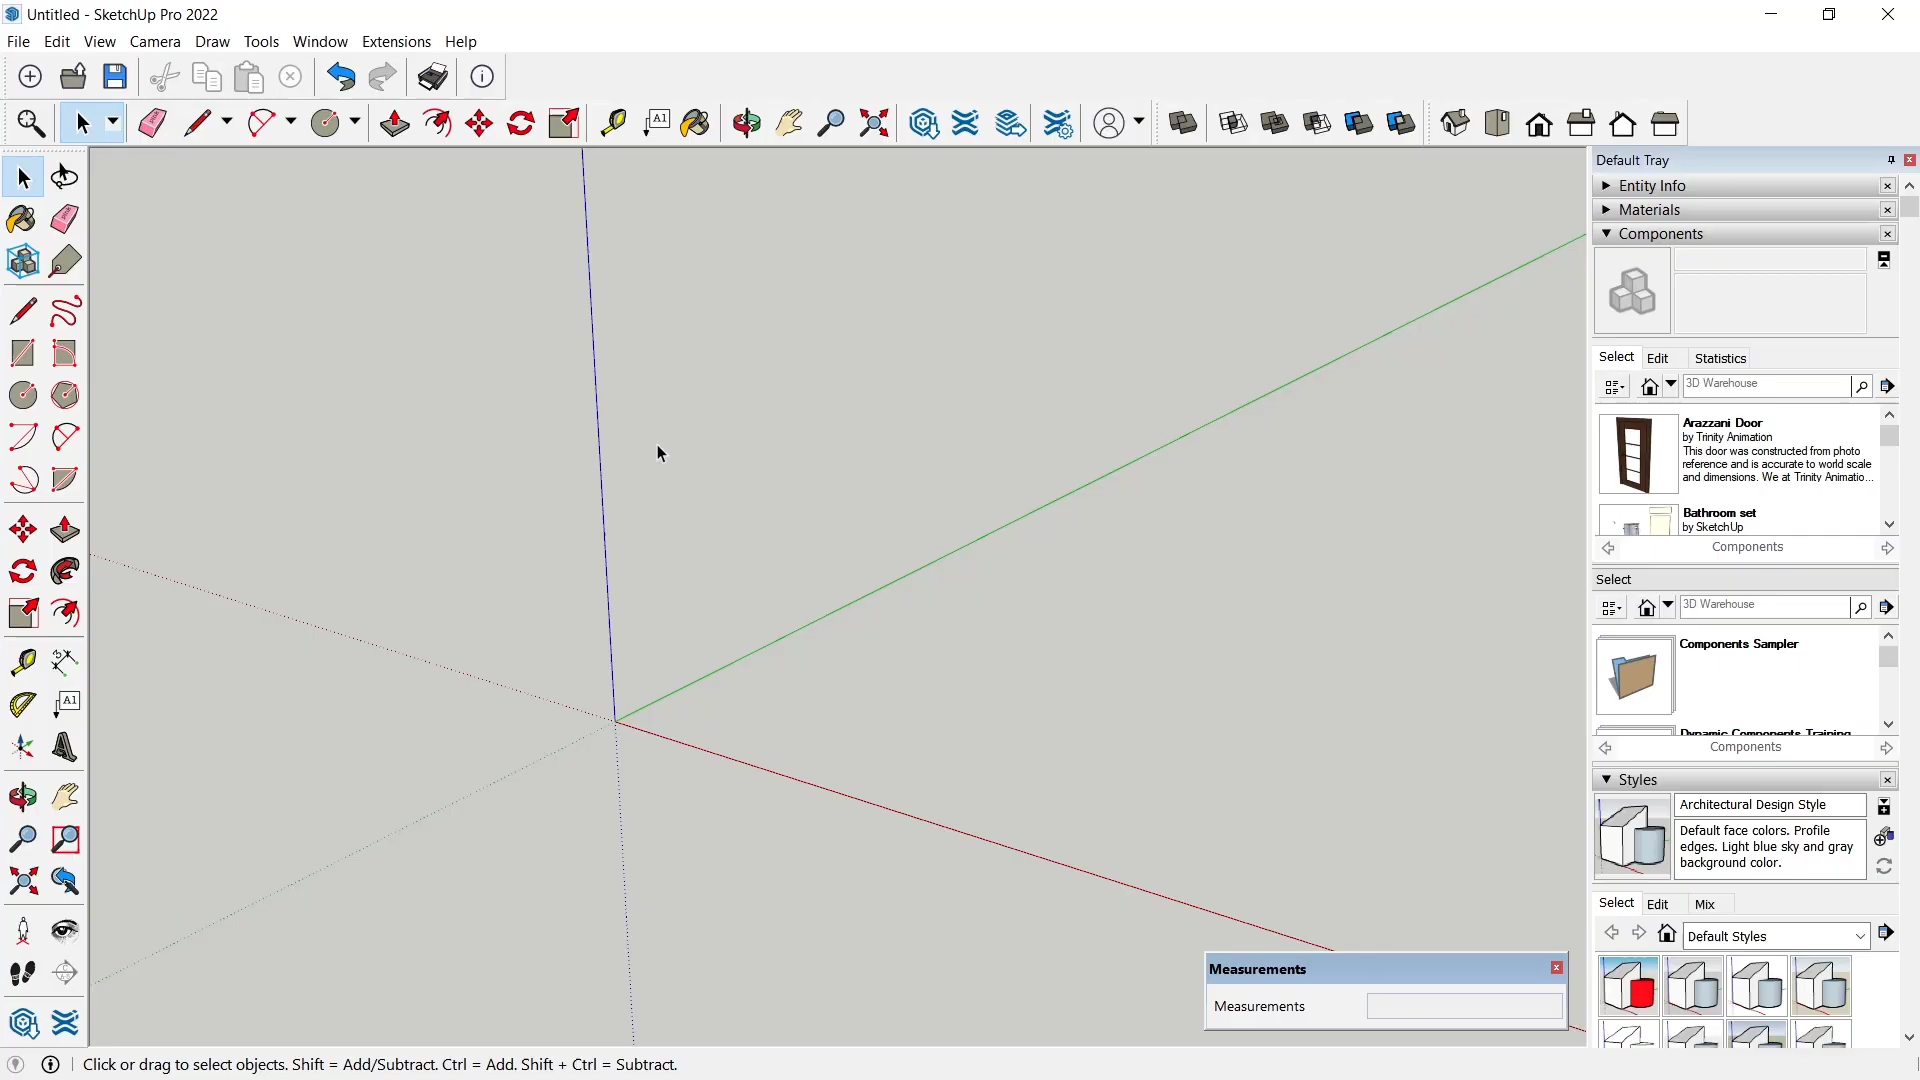 Untitled - SketchUp Pro 2022
File Edit View Camera Draw Tools Window Extensions Help
A1
Default Tray
Entity Info
Materials
Components
Select Edit Statistics
3D Warehouse
Arazzani Door
by Trinity Animation
This door was constructed from photo
reference and is accurate to world scale
and dimensions. We at Trinity Animatio...
Bathroom set
by SketchUp
Components
Select
3D Warehouse
Components Sampler
Dynamic Components Training
Components
A1
Styles
Architectural Design Style
Default face colors. Profile
edges. Light blue sky and gray
background color.
Select Edit Mix
Default Styles
Measurements
Measurements
Click or drag to select objects. Shift = Add/Subtract. Ctrl = Add. Shift + Ctrl = Subtract.